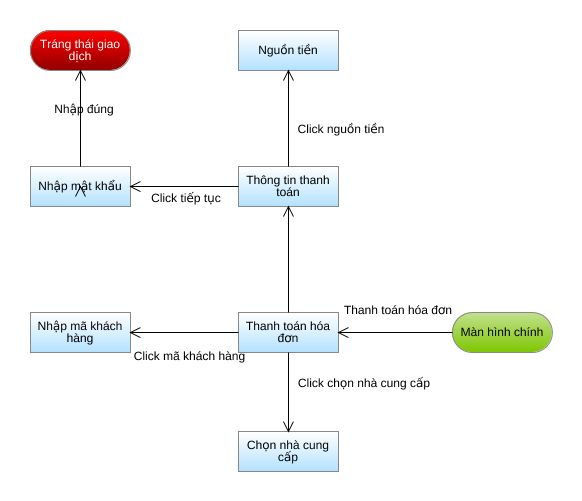 Tráng thái giao
dịch
Nguồn tiền
Nhập đúng
Click nguồn tiền
Nhập mật khẩu
Thông tin thanh
toán
Click tiếp tục
Thanh toán hóa đơn
Nhập mã khách
hàng
Thanh toán hóa
đơn
Màn hình chính
Click mã khách hàng
Click chọn nhà cung cấp
Chọn nhà cung
cấp